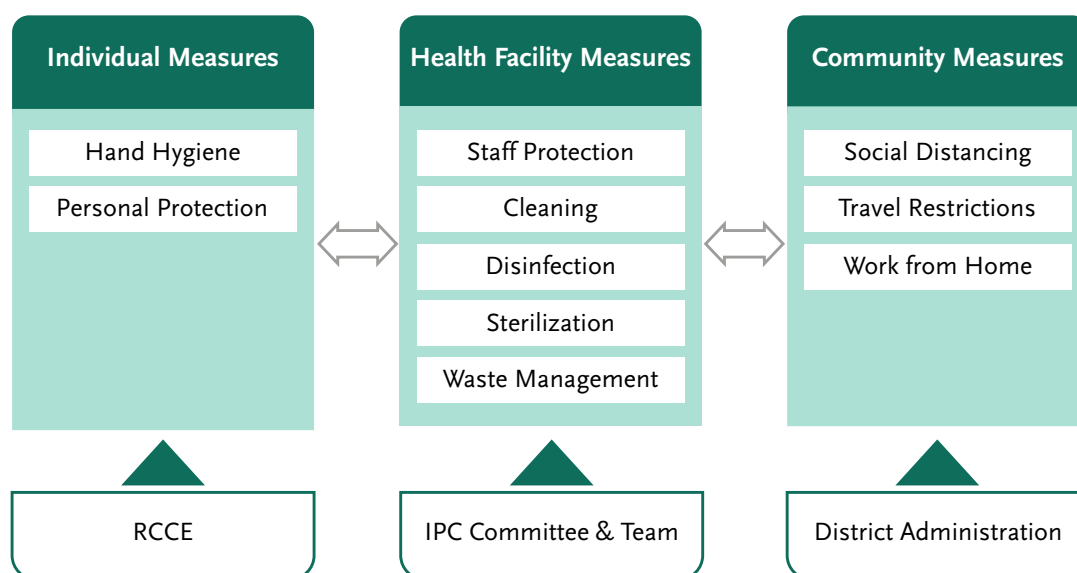 Individual Measures
Hand Hygiene
Personal Protection
RCCE
Health Facility Measures
Staff Protection
Cleaning
Disinfection
Sterilization
Waste Management
IPC Committee & Team
Community Measures
Social Distancing
Travel Restrictions
Work from Home
District Administration